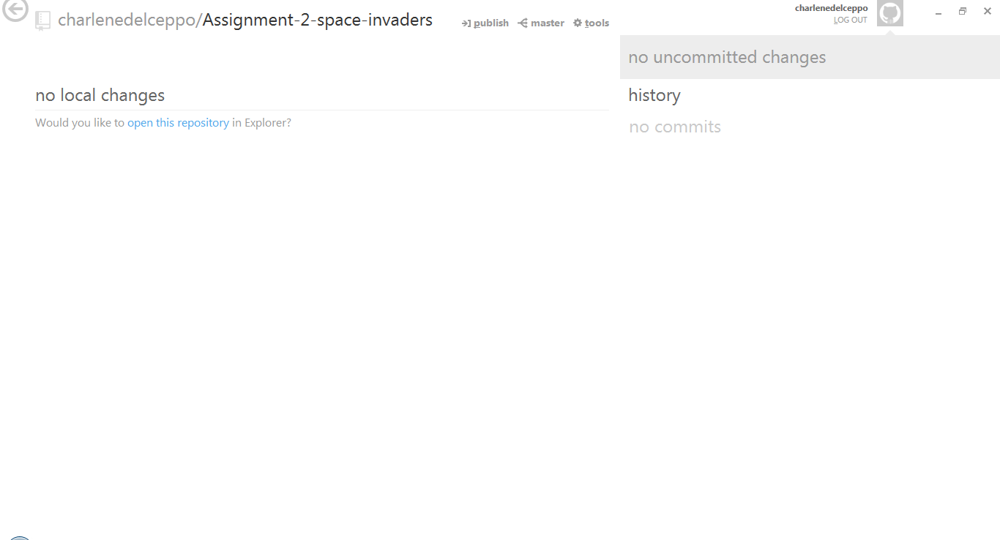 charlenedelceppo/Assignment-2-space-invaders
publish master tools
charlenedelceppo
LOG OUT
no local changes
Would you like to open this repository in Explorer?
no uncommitted changes
history
no commits